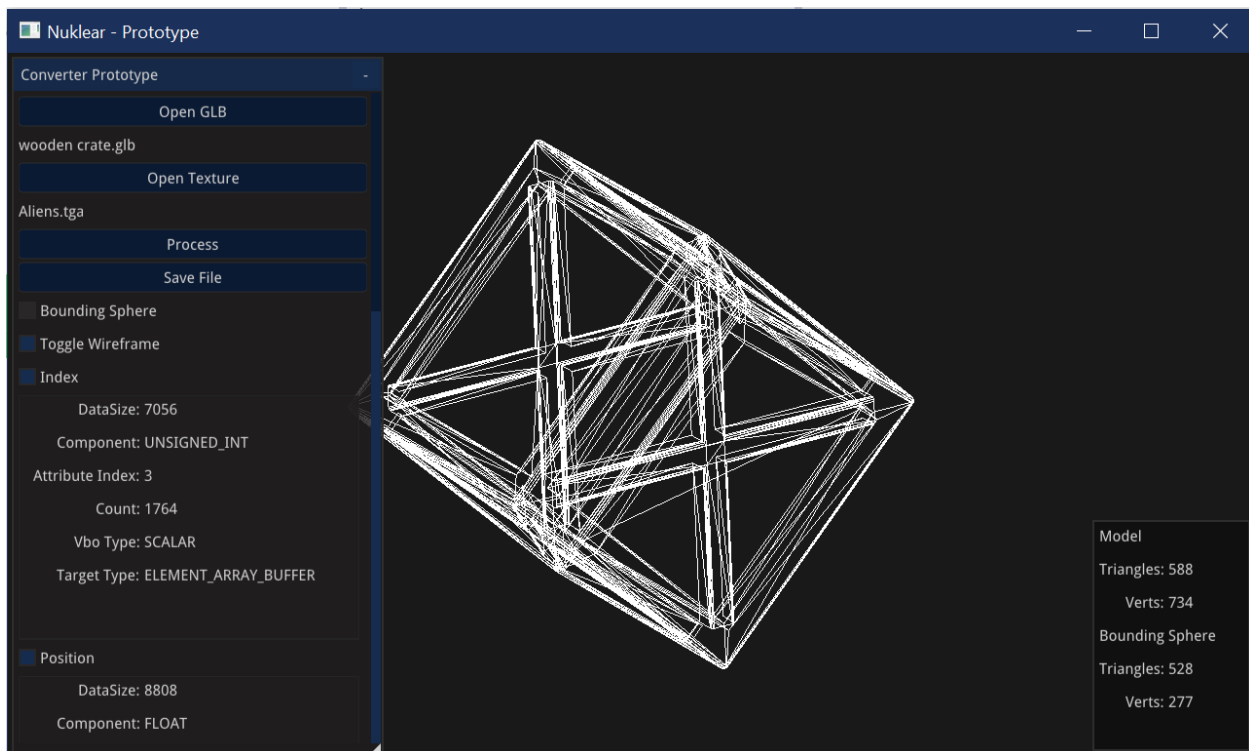 Nuklear - Prototype
Converter Prototype -
Open GLB
wooden crate.glb
Open Texture
Aliens.tga
Process
Save File
Bounding Sphere
Toggle Wireframe
Index
DataSize: 7056
Component: UNSIGNED_INT
Attribute Index: 3
Count: 1764
Vbo Type: SCALAR
Target Type: ELEMENT_ARRAY_BUFFER
Position
DataSize: 8808
Component: FLOAT
Model
Triangles: 588
Verts: 734
Bounding Sphere
Triangles: 528
Verts: 277